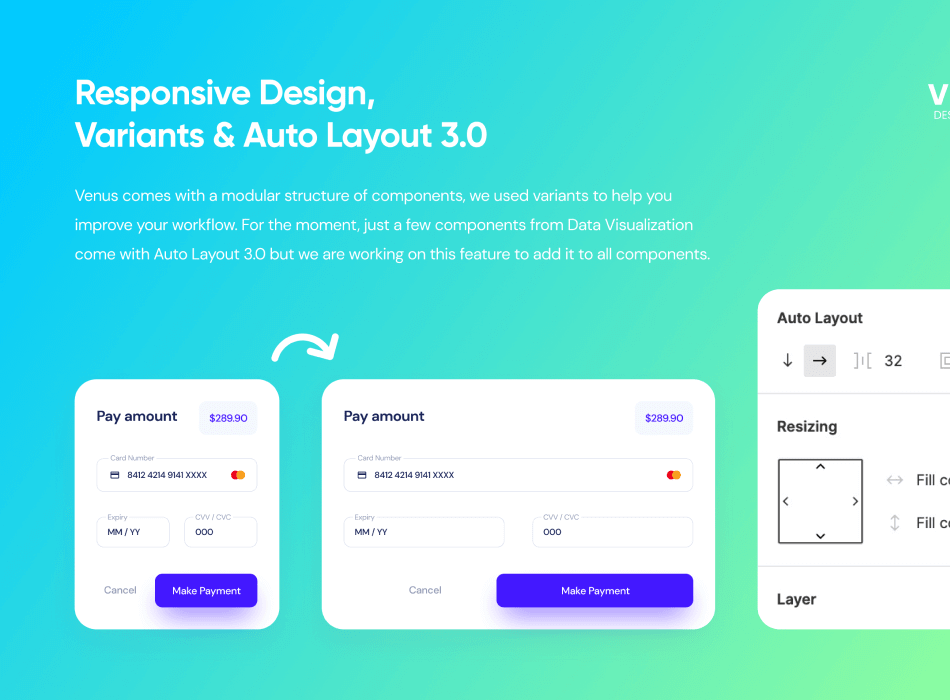 Responsive Design,
Variants & Auto Layout 3.0
Venus comes with a modular structure of components, we used variants to help you
improve your workflow. For the moment, just a few components from Data Visualization
come with Auto Layout 3.0 but we are working on this feature to add it to all components.
Pay amount
$289.90
Card Number
8412 4214 9141 XXXX
Expiry
MM / YY
CVV / CVC
000
Cancel
Make Payment
Pay amount
$289.90
Card Number
8412 4214 9141 XXXX
Expiry
MM / YY
CVV / CVC
000
Cancel
Make Payment
Auto Layout
32
Resizing
Fill
Fill
Layer